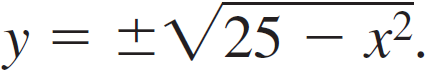 y = ±√25 − x².